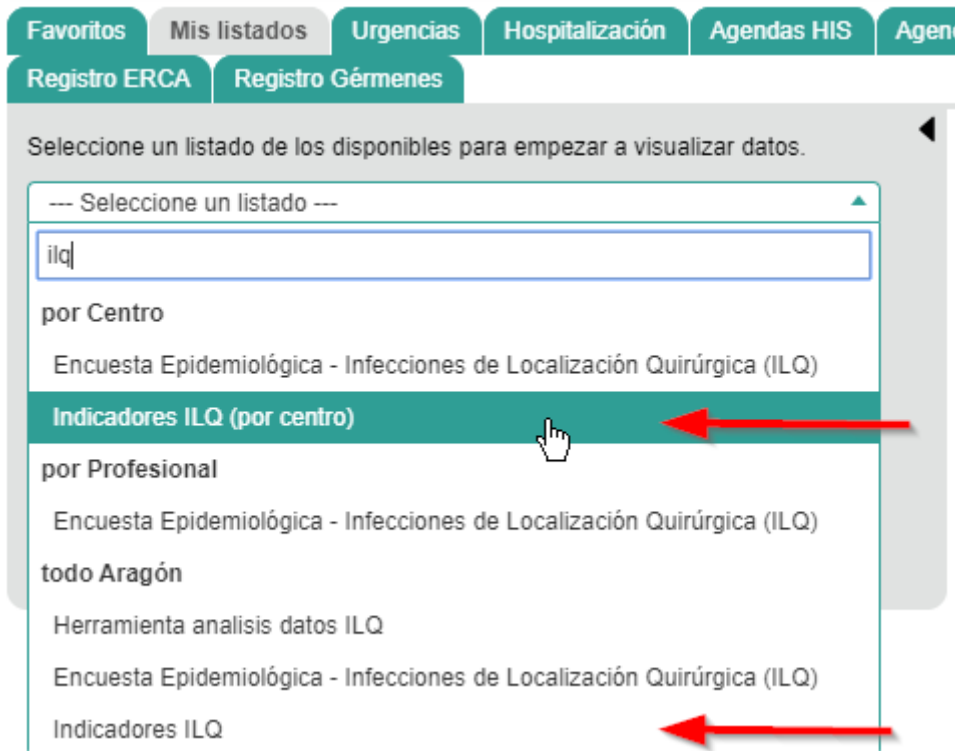 Favoritos Mis listados Urgencias Hospitalización Agendas HIS
Registro ERCA Registro Gérmenes
Seleccione un listado de los disponibles para empezar a visualizar datos.
--- Seleccione un listado ---
ilq
por Centro
Encuesta Epidemiológica - Infecciones de Localización Quirúrgica (ILQ)
Indicadores ILQ (por centro)
por Profesional
Encuesta Epidemiológica - Infecciones de Localización Quirúrgica (ILQ)
todo Aragón
Herramienta analisis datos ILQ
Encuesta Epidemiológica - Infecciones de Localización Quirúrgica (ILQ)
Indicadores ILQ